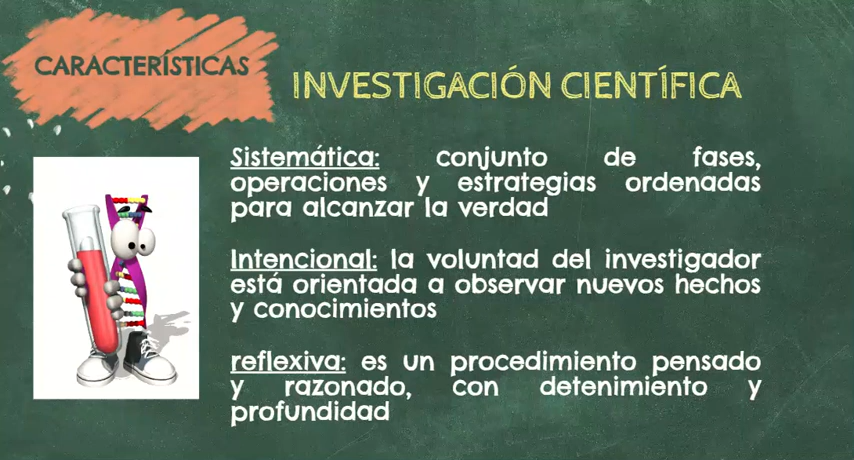 CARACTERÍSTICAS
INVESTIGACIÓN CIENTÍFICA
Sistemática: conjunto de fases,
operaciones y estrategias ordenadas
para alcanzar la verdad
Intencional: la voluntad del investigador
está orientada a observar nuevos hechos
y conocimientos
reflexiva: es un procedimiento pensado
y razonado, con detenimiento y
profundidad